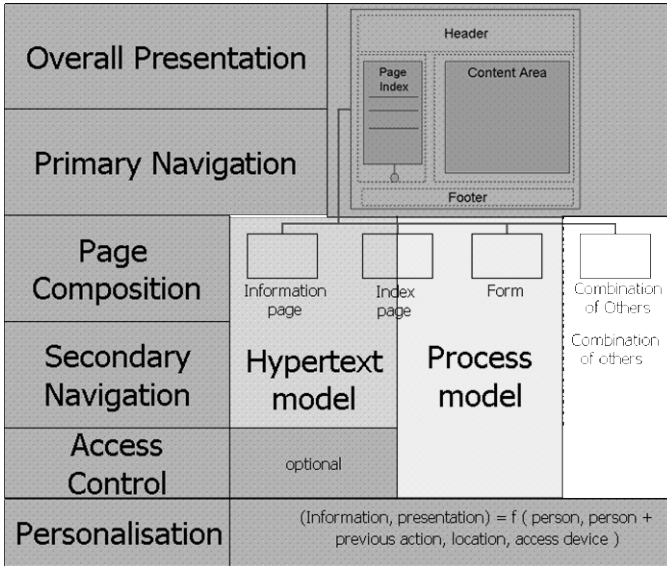 Overall Presentation
Header
Page
Index
Content Area
Primary Navigation
Footer
Page
Composition
Information
page
Index
page
Form
Combination
of Others
Secondary
Navigation
Hypertext
model
Process
model
Combination
of others
Access
Control
optional
Personalisation
(Information, presentation) = f ( person, person +
previous action, location, access device )